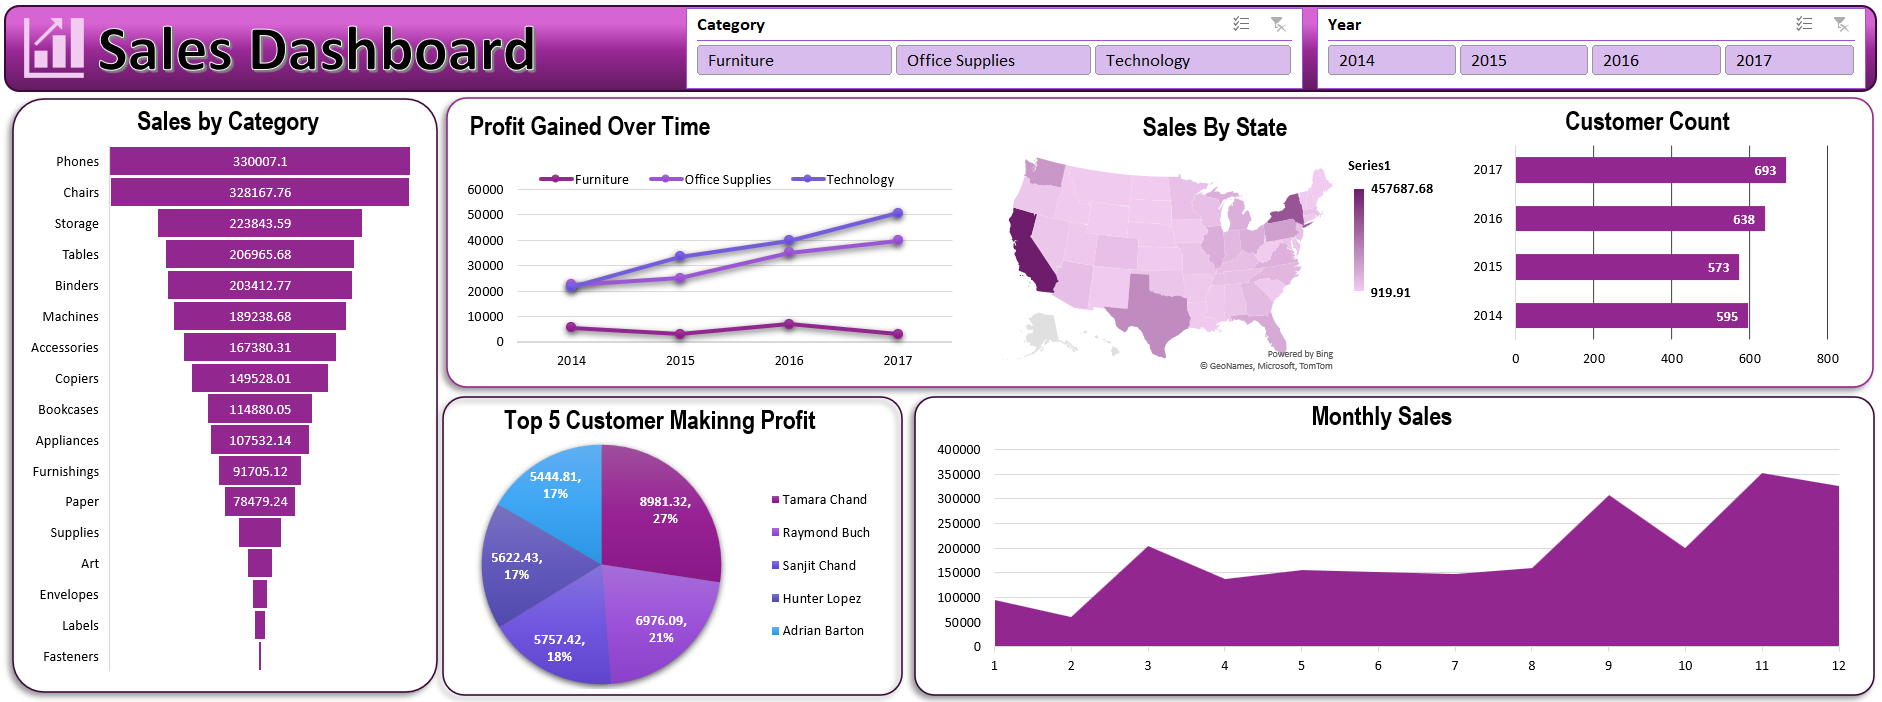 Sales Dashboard
Category
Furniture
Office Supplies
Technology
Year
2014
2015
2016
2017
Sales by Category
Phones 330007.1
Chairs 328167.76
Storage 223843.59
Tables 206965.68
Binders 203412.77
Machines 189238.68
Accessories 167380.31
Copiers 149528.01
Bookcases 114880.05
Appliances 107532.14
Furnishings 91705.12
Paper 78479.24
Supplies
Art
Envelopes
Labels
Fasteners
Profit Gained Over Time
Furniture Office Supplies Technology
60000
50000
40000
30000
20000
10000
0
2014 2015 2016 2017
Sales By State
Series1
457687.68
919.91
Powered by Bing
© GeoNames, Microsoft, TomTom
Customer Count
2017 693
2016 638
2015 573
2014 595
0 200 400 600 800
Top 5 Customer Makinng Profit
5444.81,
17%
8981.32,
27%
5622.43,
17%
6976.09,
21%
5757.42,
18%
Tamara Chand
Raymond Buch
Sanjit Chand
Hunter Lopez
Adrian Barton
Monthly Sales
400000
350000
300000
250000
200000
150000
100000
50000
0
1 2 3 4 5 6 7 8 9 10 11 12